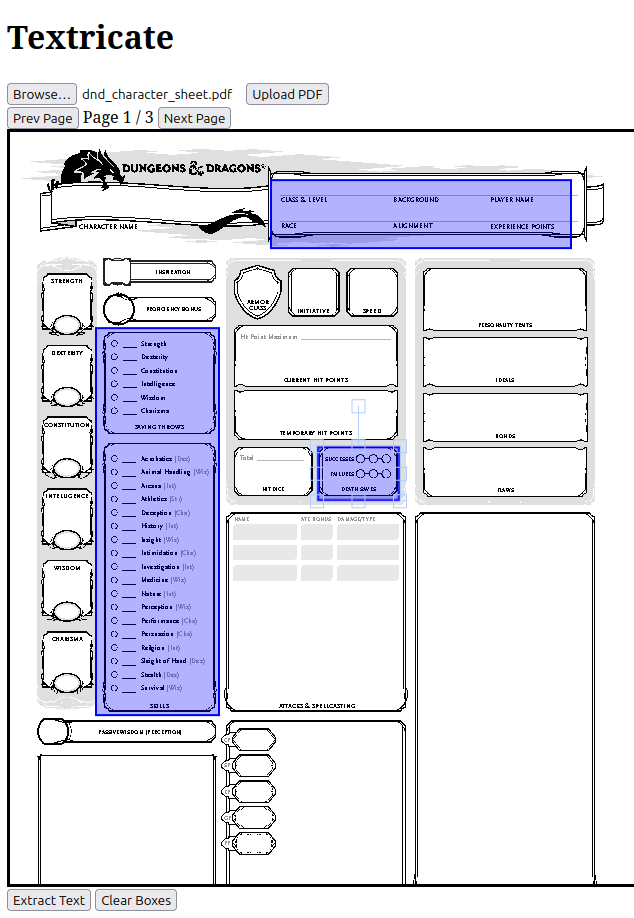 Textricate
Browse... dnd_character_sheet.pdf Upload PDF
Prev Page Page 1 / 3 Next Page
DUNGEONS & DRAGONS®
CLASS & LEVEL BACKGROUND PLAYER NAME
CHARACTER NAME
RACE ALIGNMENT EXPERIENCE POINTS
STRENGTH
DEXTERITY
CONSTITUTION
INTELLIGENCE
WISDOM
CHARISMA
INSPIRATION
PROFICIENCY BONUS
Strength
Dexterity
Constitution
Intelligence
Wisdom
Charisma
SAVING THROWS
Acrobatics (Dex)
Animal Handling (Wis)
Arcana (Int)
Athletics (Str)
Deception (Cha)
History (Int)
Insight (Wis)
Intimidation (Cha)
Investigation (Int)
Medicine (Wis)
Nature (Int)
Perception (Wis)
Performance (Cha)
Persuasion (Cha)
Religion (Int)
Sleight of Hand (Dex)
Stealth (Dex)
Survival (Wis)
SKILLS
PASSIVE WISDOM (PERCEPTION)
ARMOR
CLASS
INITIATIVE
SPEED
Hit Point Maximum
CURRENT HIT POINTS
TEMPORARY HIT POINTS
Total
HIT DICE
SUCCESSES
FAILURES
DEATH SAVES
NAME ATK BONUS DAMAGE/TYPE
ATTACKS & SPELLCASTING
CP
SP
EP
GP
PP
PERSONALITY TRAITS
IDEALS
BONDS
FLAWS
Extract Text Clear Boxes